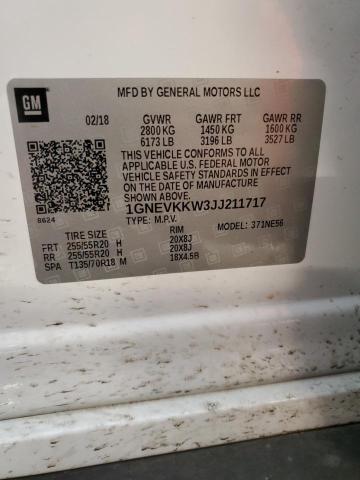 GM
MFD BY GENERAL MOTORS LLC
02/18 GVWR GAWR FRT GAWR RR
2800 KG 1450 KG 1600 KG
6173 LB 3196 LB 3527 LB
THIS VEHICLE CONFORMS TO ALL
APPLICABLE U.S. FEDERAL MOTOR
VEHICLE SAFETY STANDARDS IN EFFECT
ON THE DATE OF MANUFACTURE
SHOWN ABOVE.
1GNEVKKW3JJ211717
8624 TYPE: M.P.V. MODEL: 371NE56
TIRE SIZE RIM
FRT 255/55R20 H 20X8J
RR 255/55R20 H 20X8J
SPA T135/70R18 M 18X4.5B